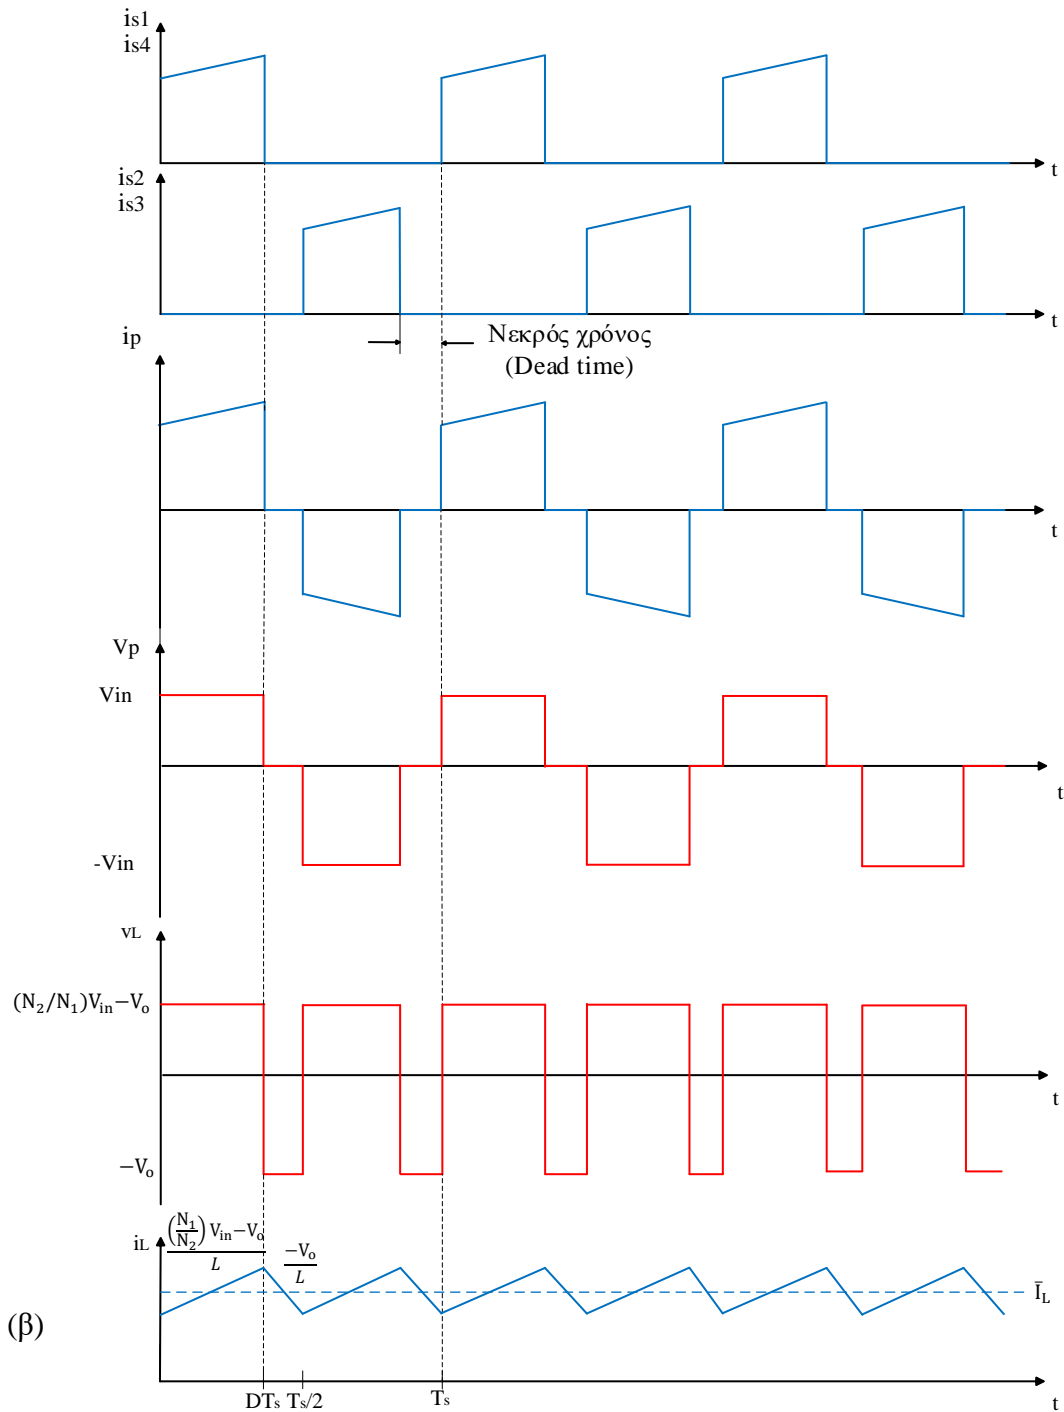 is1
is4
t
is2
is3
t
Νεκρός χρόνος
(Dead time)
ip
t
Vp
Vin
t
-Vin
vL
(N₂/N₁)Vᵢₙ−Vₒ
t
−Vₒ
iL
(N₁/N₂) Vᵢₙ−Vₒ / L
−Vₒ / L
ĪL
(β)
DTs Ts/2 Ts
t